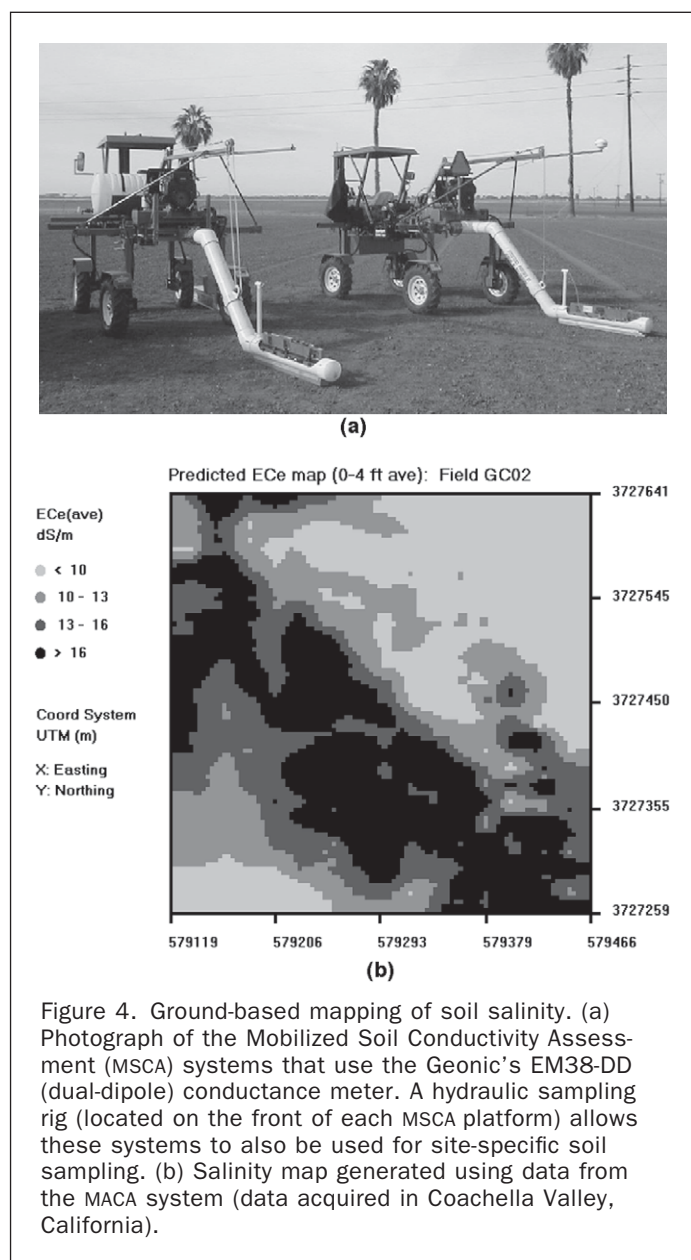 (a)
Predicted ECe map (0-4 ft ave): Field GC02
ECe(ave)
dS/m
< 10
10 - 13
13 - 16
> 16
Coord System
UTM (m)
X: Easting
Y: Northing
3727641
3727545
3727450
3727355
3727259
579119 579206 579293 579379 579466
(b)
Figure 4. Ground-based mapping of soil salinity. (a)
Photograph of the Mobilized Soil Conductivity Assess-
ment (MSCA) systems that use the Geonic's EM38-DD
(dual-dipole) conductance meter. A hydraulic sampling
rig (located on the front of each MSCA platform) allows
these systems to also be used for site-specific soil
sampling. (b) Salinity map generated using data from
the MACA system (data acquired in Coachella Valley,
California).